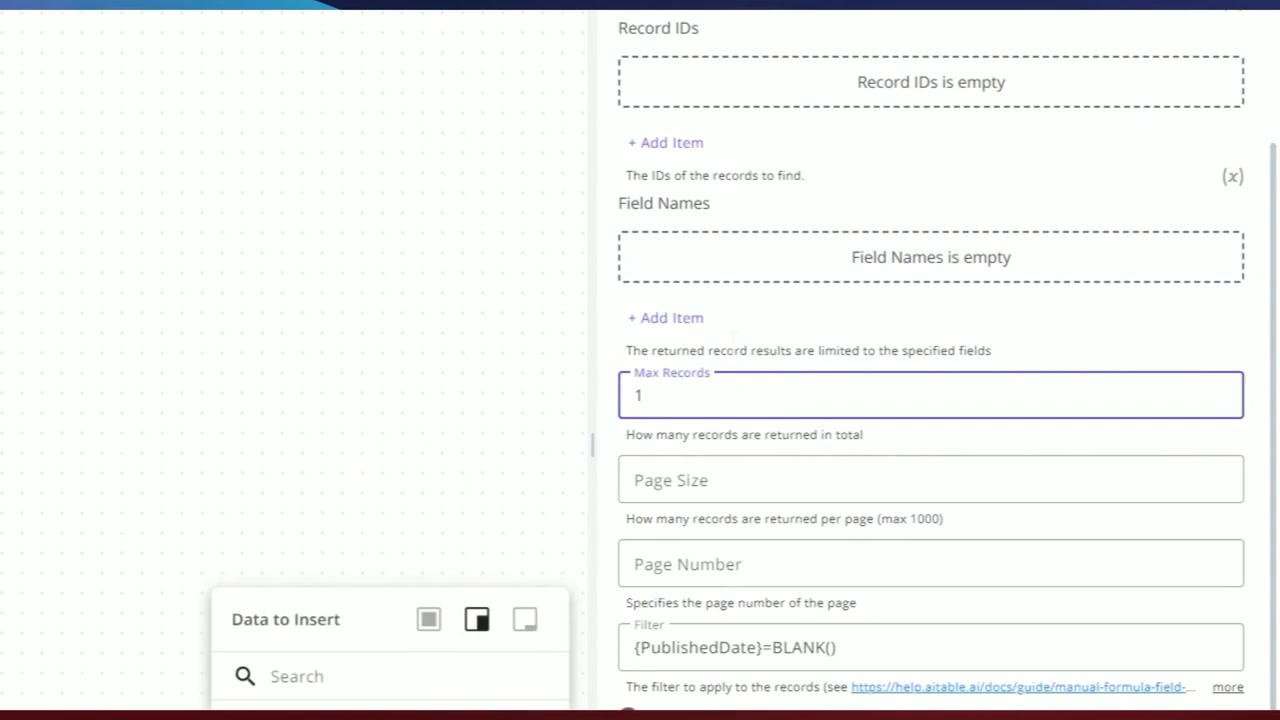 Record IDs
Record IDs is empty
+ Add Item
The IDs of the records to find.
(x)
Field Names
Field Names is empty
+ Add Item
The returned record results are limited to the specified fields
Max Records
1
How many records are returned in total
Page Size
How many records are returned per page (max 1000)
Page Number
Specifies the page number of the page
Data to Insert
Search
Filter
{PublishedDate}=BLANK()
The filter to apply to the records (see https://help.aitable.ai/docs/guide/manual-formula-field-... more